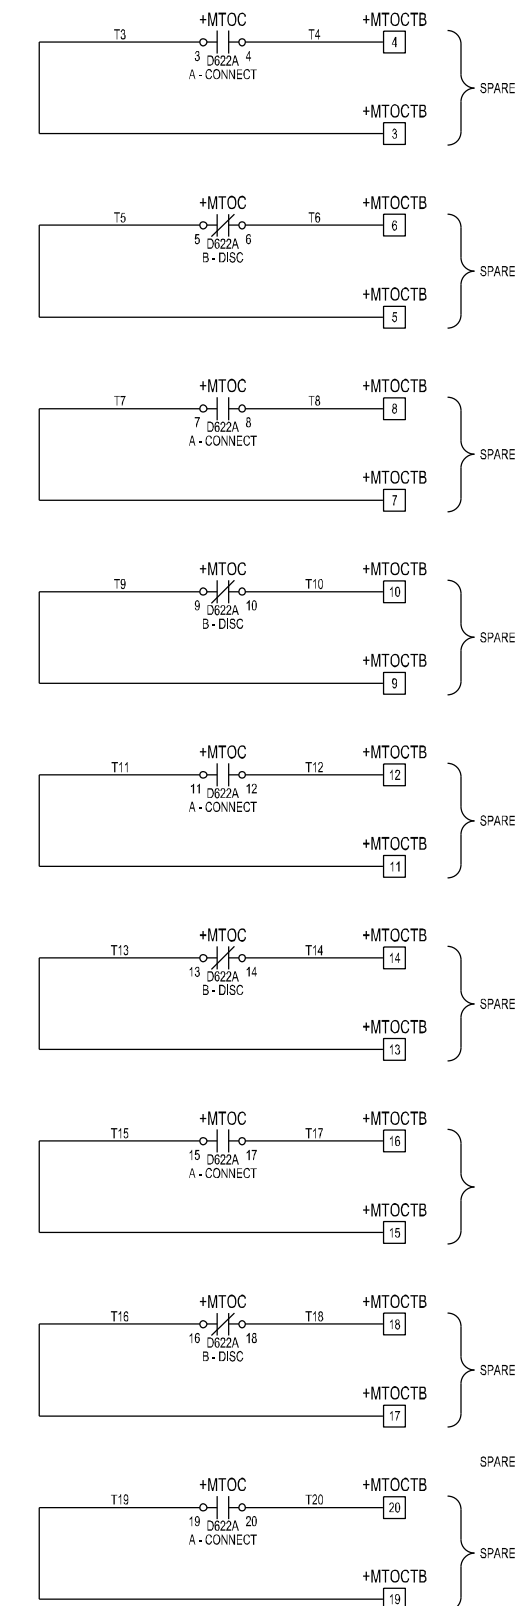 +MTOC +MTOCTB
T3 T4
4
3 D622A 4
A - CONNECT
SPARE
+MTOCTB
3
+MTOC +MTOCTB
T5 T6
6
5 D622A 6
B - DISC
SPARE
+MTOCTB
5
+MTOC +MTOCTB
T7 T8
8
7 D622A 8
A - CONNECT
SPARE
+MTOCTB
7
+MTOC +MTOCTB
T9 T10
10
9 D622A 10
B - DISC
SPARE
+MTOCTB
9
+MTOC +MTOCTB
T11 T12
12
11 D622A 12
A - CONNECT
SPARE
+MTOCTB
11
+MTOC +MTOCTB
T13 T14
14
13 D622A 14
B - DISC
SPARE
+MTOCTB
13
+MTOC +MTOCTB
T15 T17
16
15 D622A 17
A - CONNECT
+MTOCTB
15
+MTOC +MTOCTB
T16 T18
18
16 D622A 18
B - DISC
SPARE
+MTOCTB
17
SPARE
+MTOC +MTOCTB
T19 T20
20
19 D622A 20
A - CONNECT
SPARE
+MTOCTB
19